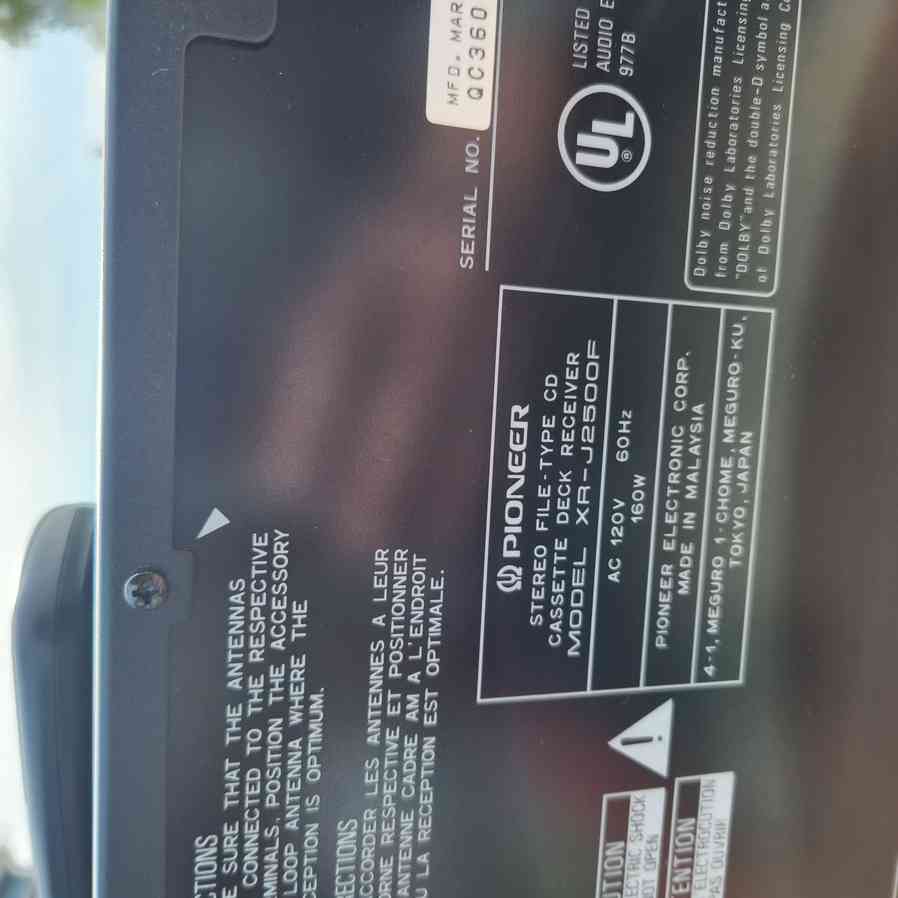 CTIONS
E SURE THAT THE ANTENNAS
CONNECTED TO THE RESPECTIVE
MINALS, POSITION THE ACCESSORY
LOOP ANTENNA WHERE THE
CEPTION IS OPTIMUM.
RECTIONS
ACCORDER LES ANTENNES A LEUR
ORNE RESPECTIVE ET POSITIONNER
ANTENNE CADRE AM A L'ENDROIT
U LA RECEPTION EST OPTIMALE.
MFD. MAR
SERIAL NO. QC360
PIONEER
STEREO FILE-TYPE CD
CASSETTE DECK RECEIVER
MODEL XR-J2500F
AC 120V 60Hz
160W
PIONEER ELECTRONIC CORP.
MADE IN MALAYSIA
4-1, MEGURO 1-CHOME, MEGURO-KU,
TOKYO, JAPAN
UL ®
LISTED
AUDIO E
977B
Dolby noise reduction manufact
from Dolby Laboratories Licensing
"DOLBY" and the double-D symbol a
of Dolby Laboratories Licensing Co
UTION
ECTRIC SHOCK
NOT OPEN
TENTION
ELECTROCUTION
PAS OUVRIR